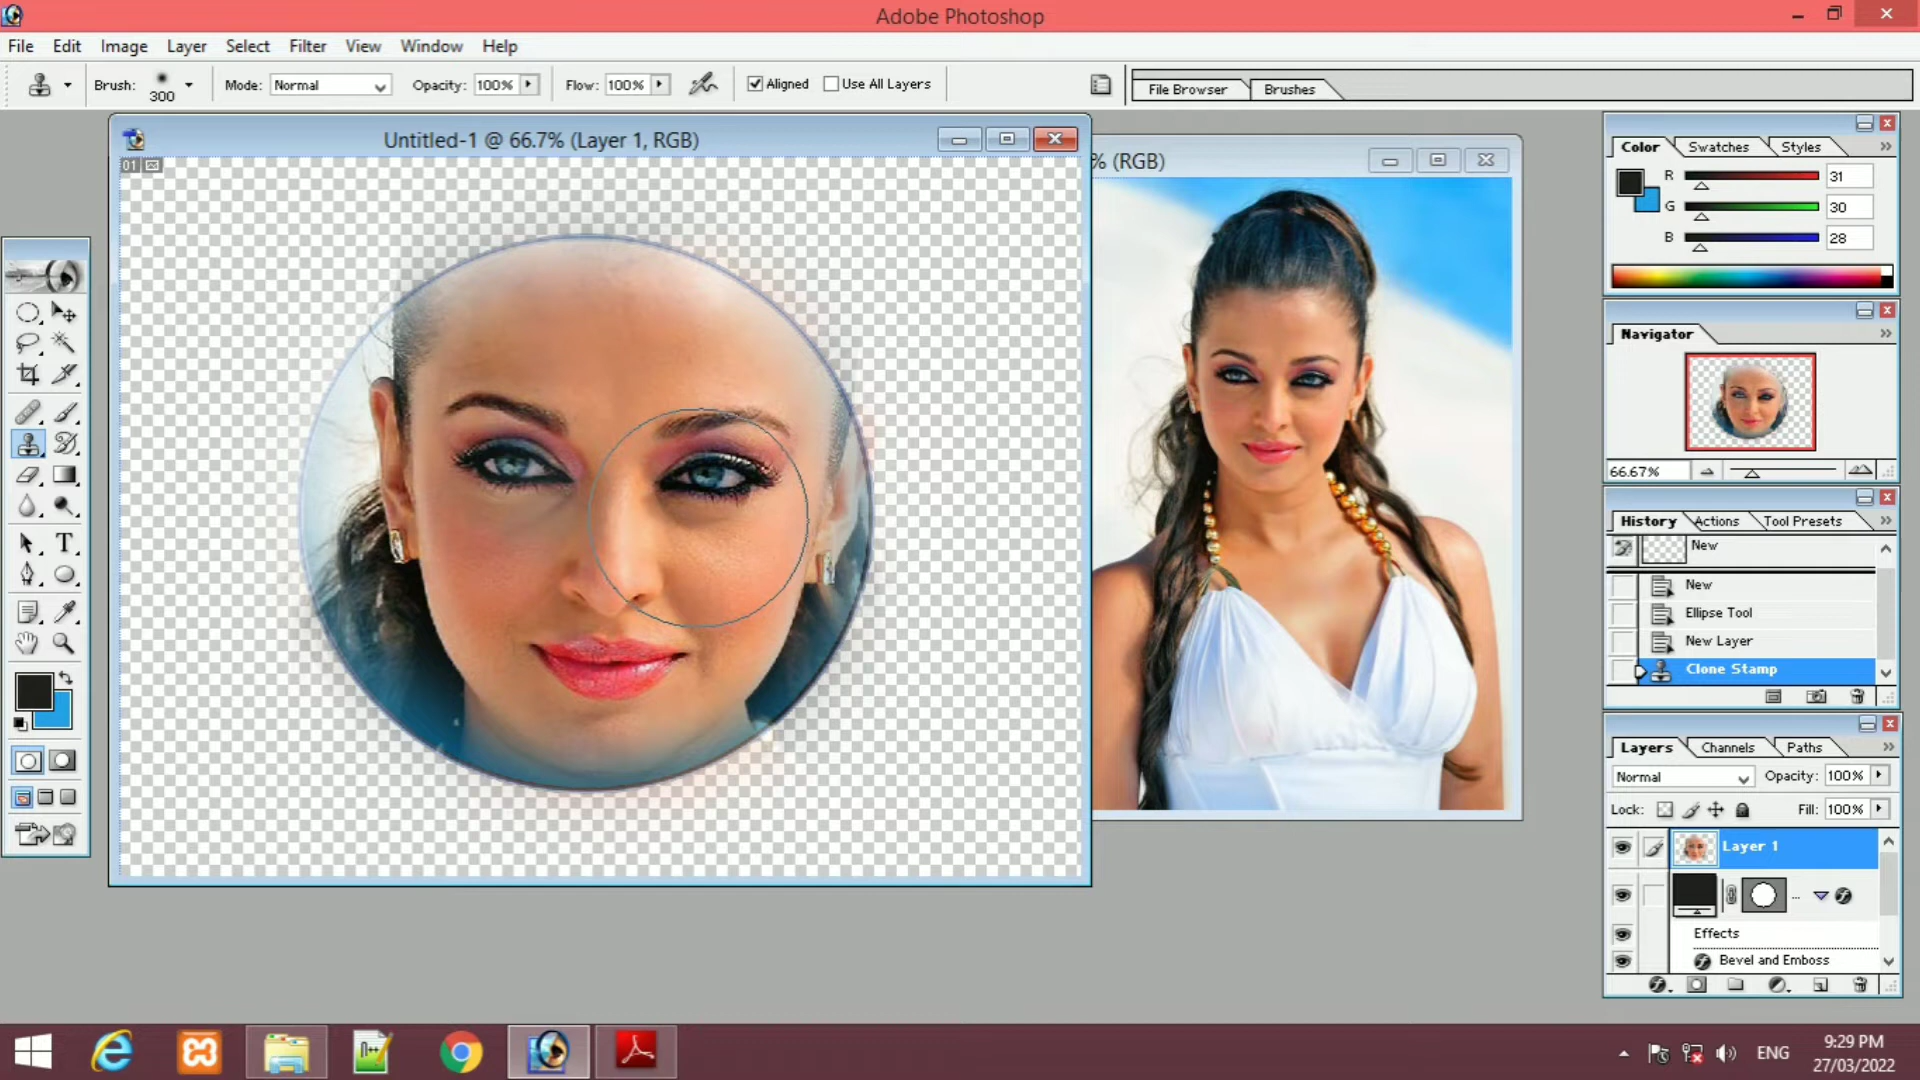 Adobe Photoshop
File Edit Image Layer Select Filter View Window Help
Brush: 300 Mode: Normal Opacity: 100% Flow: 100% Aligned Use All Layers File Browser Brushes
Untitled-1 @ 66.7% (Layer 1, RGB)
01
% (RGB)
Color Swatches Styles
R 31
G 30
B 28
Navigator
66.67%
History Actions Tool Presets
New
New
Ellipse Tool
New Layer
Clone Stamp
Layers Channels Paths
Normal Opacity: 100%
Lock: Fill: 100%
Layer 1
...
Effects
Bevel and Emboss
T
N++
ENG
9:29 PM
27/03/2022